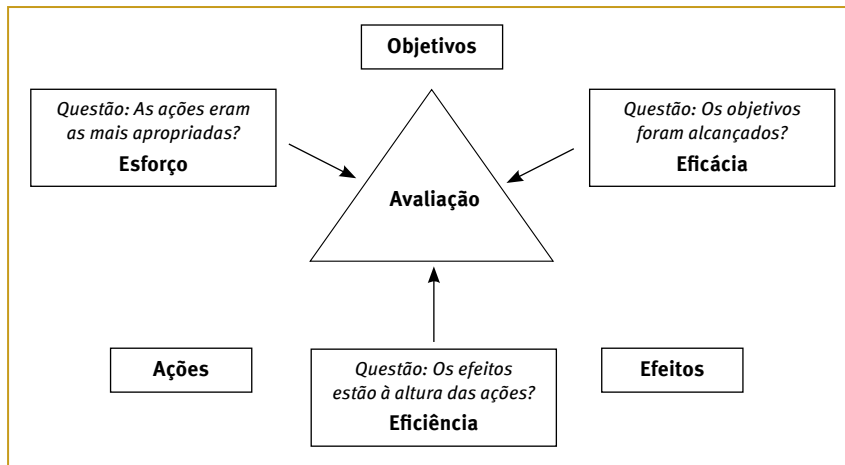 Objetivos
Questão: As ações eram
as mais apropriadas?
Esforço
Questão: Os objetivos
foram alcançados?
Eficácia
Avaliação
Ações
Questão: Os efeitos
estão à altura das ações?
Eficiência
Efeitos